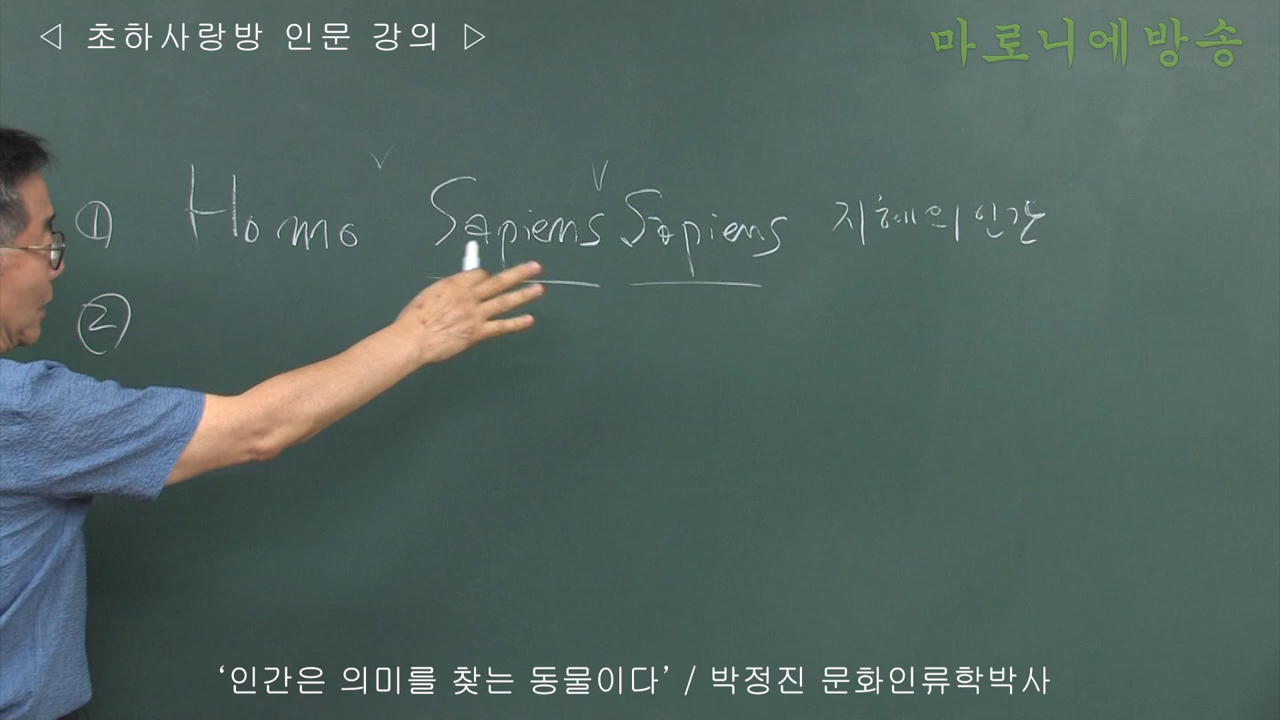 ◁ 초하사랑방 인문 강의 ▷
마로니에방송
① Homo Sapiens Sapiens 지혜의 인간
②
‘인간은 의미를 찾는 동물이다’ / 박정진 문화인류학박사